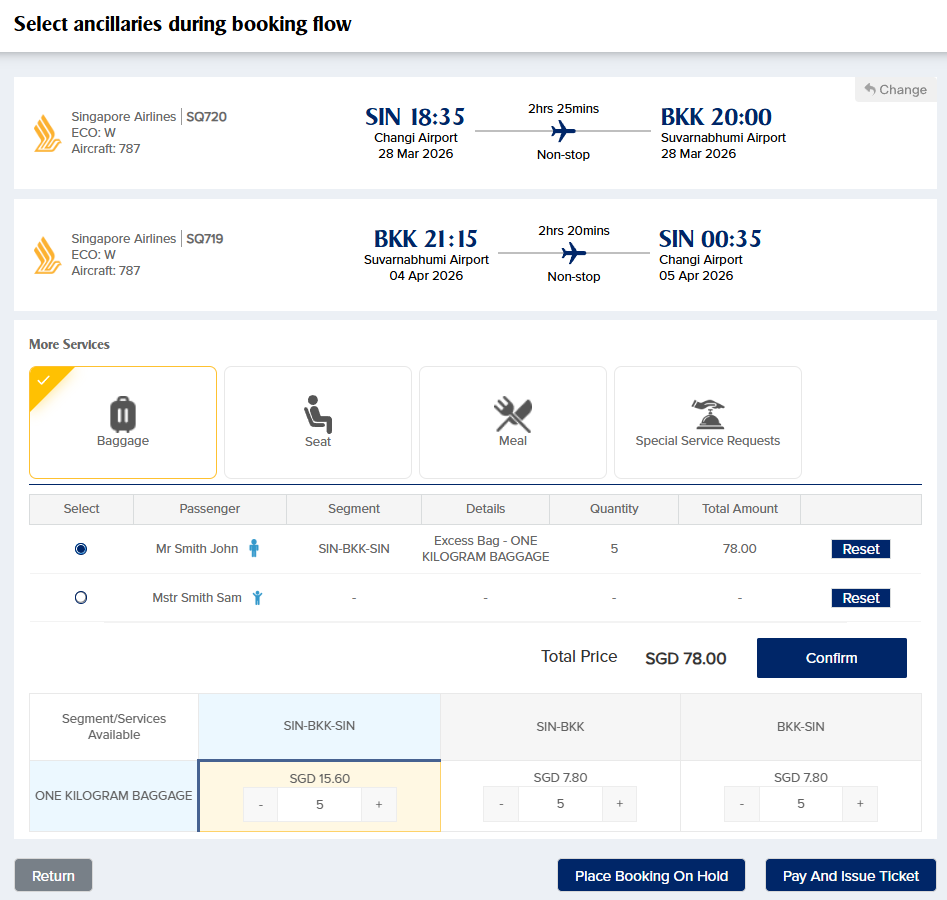 Select ancillaries during booking flow
Change
Singapore Airlines | SQ720
ECO: W
Aircraft: 787
SIN 18:35
Changi Airport
28 Mar 2026
2hrs 25mins
Non-stop
BKK 20:00
Suvarnabhumi Airport
28 Mar 2026
Singapore Airlines | SQ719
ECO: W
Aircraft: 787
BKK 21:15
Suvarnabhumi Airport
04 Apr 2026
2hrs 20mins
Non-stop
SIN 00:35
Changi Airport
05 Apr 2026
More Services
Baggage
Seat
Meal
Special Service Requests
Select Passenger Segment Details Quantity Total Amount
Mr Smith John SIN-BKK-SIN Excess Bag - ONE KILOGRAM BAGGAGE 5 78.00 Reset
Mstr Smith Sam - - - - Reset
Total Price SGD 78.00 Confirm
Segment/Services Available SIN-BKK-SIN SIN-BKK BKK-SIN
ONE KILOGRAM BAGGAGE
SGD 15.60
- 5 +
SGD 7.80
- 5 +
SGD 7.80
- 5 +
Return
Place Booking On Hold
Pay And Issue Ticket